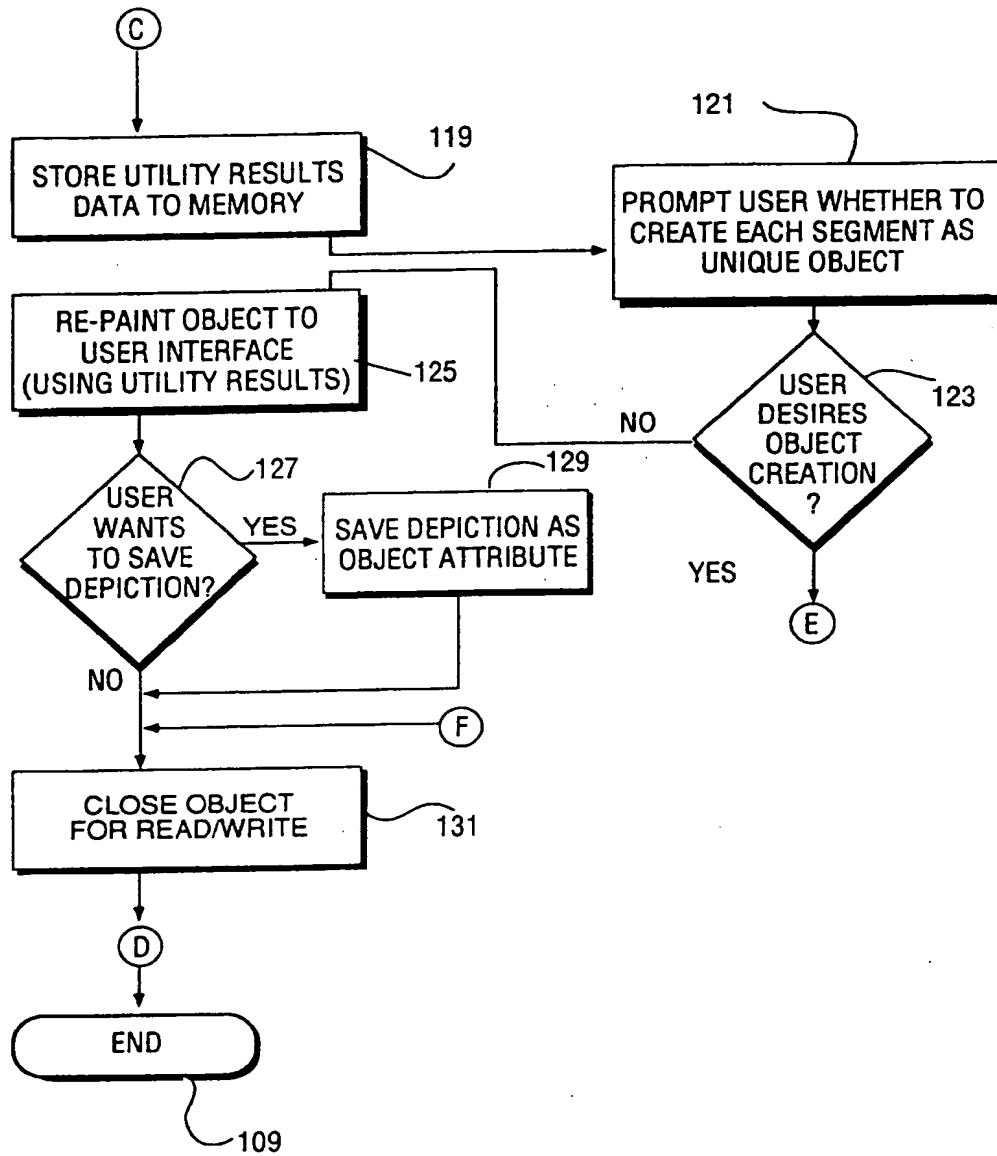 C
119
STORE UTILITY RESULTS
DATA TO MEMORY
121
PROMPT USER WHETHER TO
CREATE EACH SEGMENT AS
UNIQUE OBJECT
RE-PAINT OBJECT TO
USER INTERFACE
(USING UTILITY RESULTS)
125
USER
DESIRES
OBJECT
CREATION
?
123
NO
YES
E
USER
WANTS
TO SAVE
DEPICTION?
127
YES
129
SAVE DEPICTION AS
OBJECT ATTRIBUTE
NO
F
CLOSE OBJECT
FOR READ/WRITE
131
D
END
109